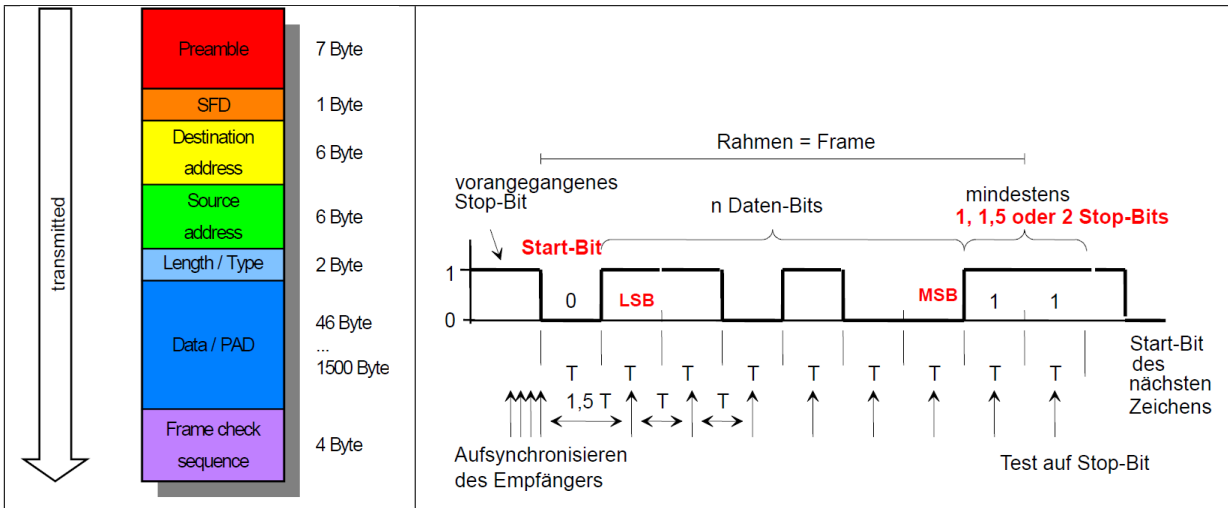 transmitted
Preamble
7 Byte
SFD
1 Byte
Destination
address
6 Byte
Source
address
6 Byte
Length / Type
2 Byte
Data / PAD
46 Byte
...
1500 Byte
Frame check
sequence
4 Byte
Rahmen = Frame
vorangegangenes
Stop-Bit
n Daten-Bits
mindestens
1, 1,5 oder 2 Stop-Bits
Start-Bit
1
0
0
LSB
MSB
1
1
T
T
T
T
T
T
T
T
T
1,5 T
T
T
Start-Bit
des
nächsten
Zeichens
Aufsynchronisieren
des Empfängers
Test auf Stop-Bit